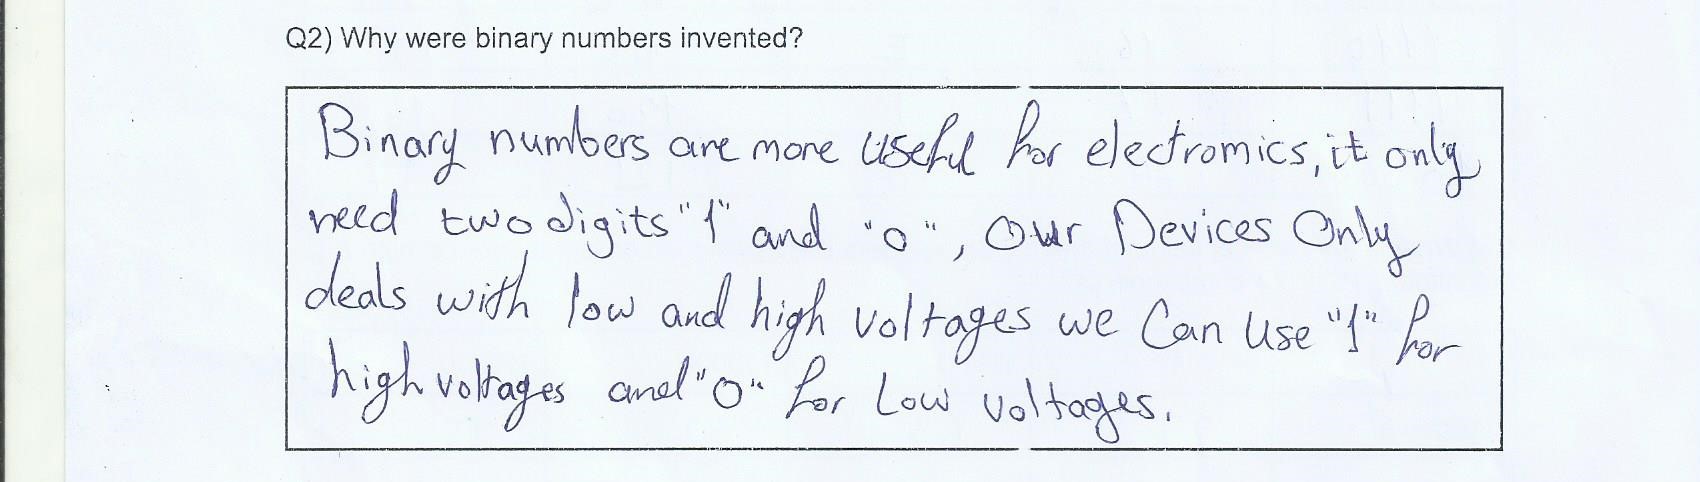 Q2) Why were binary numbers invented?
Binary numbers are more useful for electromics, it only
need two digits "1" and "0", Our Devices Only
deals with low and high voltages we Can Use "1" for
high voltages and "0" for Low voltages.